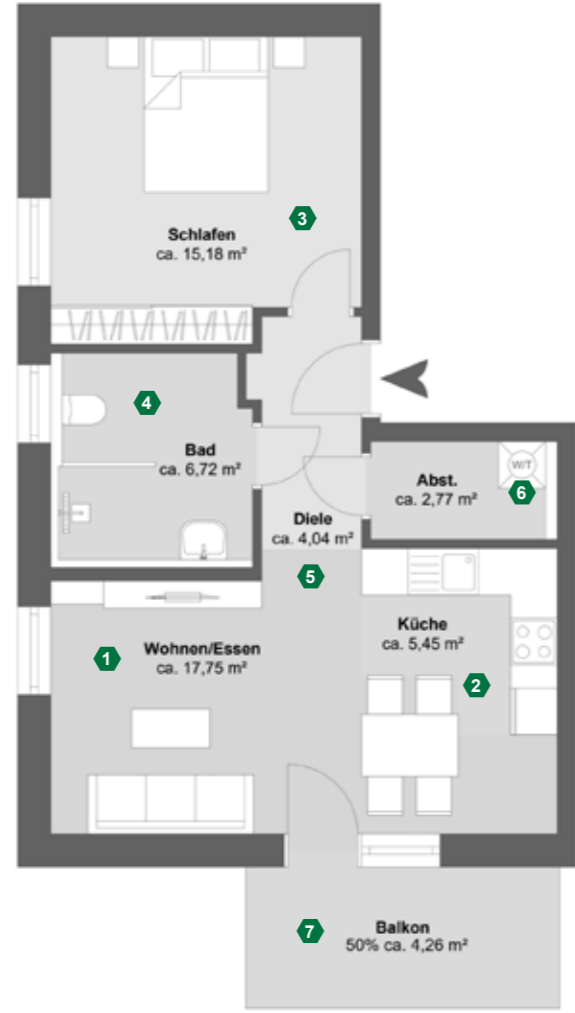 3
Schlafen
ca. 15,18 m²
4
Bad
ca. 6,72 m²
W/T
6
Abst.
ca. 2,77 m²
Diele
ca. 4,04 m²
5
Küche
ca. 5,45 m²
1
Wohnen/Essen
ca. 17,75 m²
2
7
Balkon
50% ca. 4,26 m²